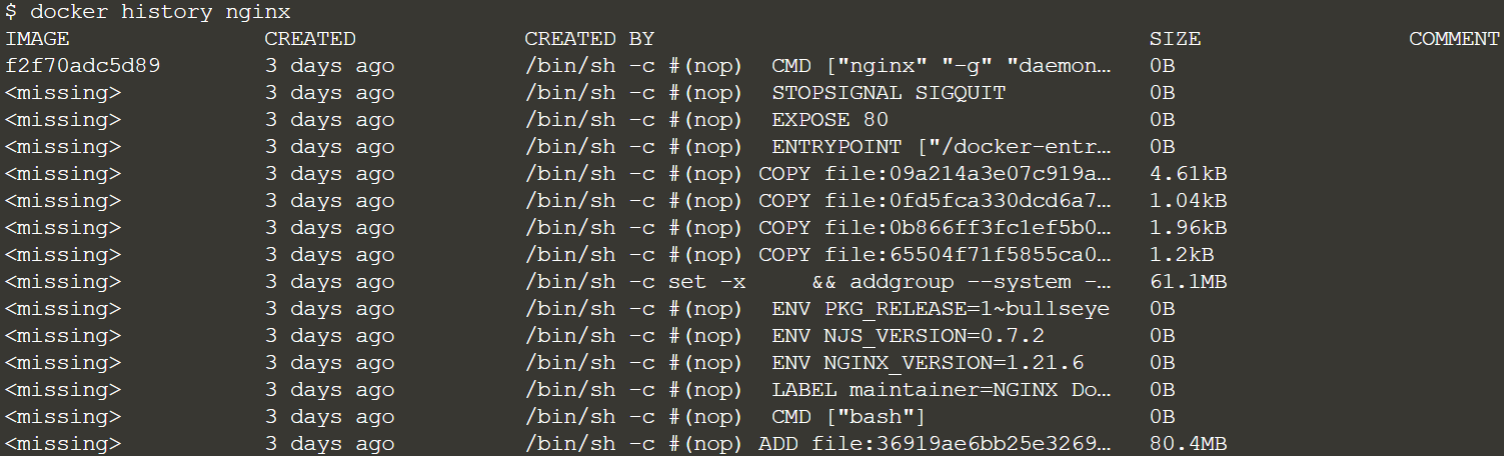 $ docker history nginx
IMAGE CREATED CREATED BY SIZE COMMENT
f2f70adc5d89 3 days ago /bin/sh -c #(nop) CMD ["nginx" "-g" "daemon… 0B
<missing> 3 days ago /bin/sh -c #(nop) STOPSIGNAL SIGQUIT 0B
<missing> 3 days ago /bin/sh -c #(nop) EXPOSE 80 0B
<missing> 3 days ago /bin/sh -c #(nop) ENTRYPOINT ["/docker-entr… 0B
<missing> 3 days ago /bin/sh -c #(nop) COPY file:09a214a3e07c919a… 4.61kB
<missing> 3 days ago /bin/sh -c #(nop) COPY file:0fd5fca330dcd6a7… 1.04kB
<missing> 3 days ago /bin/sh -c #(nop) COPY file:0b866ff3fc1ef5b0… 1.96kB
<missing> 3 days ago /bin/sh -c #(nop) COPY file:65504f71f5855ca0… 1.2kB
<missing> 3 days ago /bin/sh -c set -x && addgroup --system -… 61.1MB
<missing> 3 days ago /bin/sh -c #(nop) ENV PKG_RELEASE=1~bullseye 0B
<missing> 3 days ago /bin/sh -c #(nop) ENV NJS_VERSION=0.7.2 0B
<missing> 3 days ago /bin/sh -c #(nop) ENV NGINX_VERSION=1.21.6 0B
<missing> 3 days ago /bin/sh -c #(nop) LABEL maintainer=NGINX Do… 0B
<missing> 3 days ago /bin/sh -c #(nop) CMD ["bash"] 0B
<missing> 3 days ago /bin/sh -c #(nop) ADD file:36919ae6bb25e3269… 80.4MB